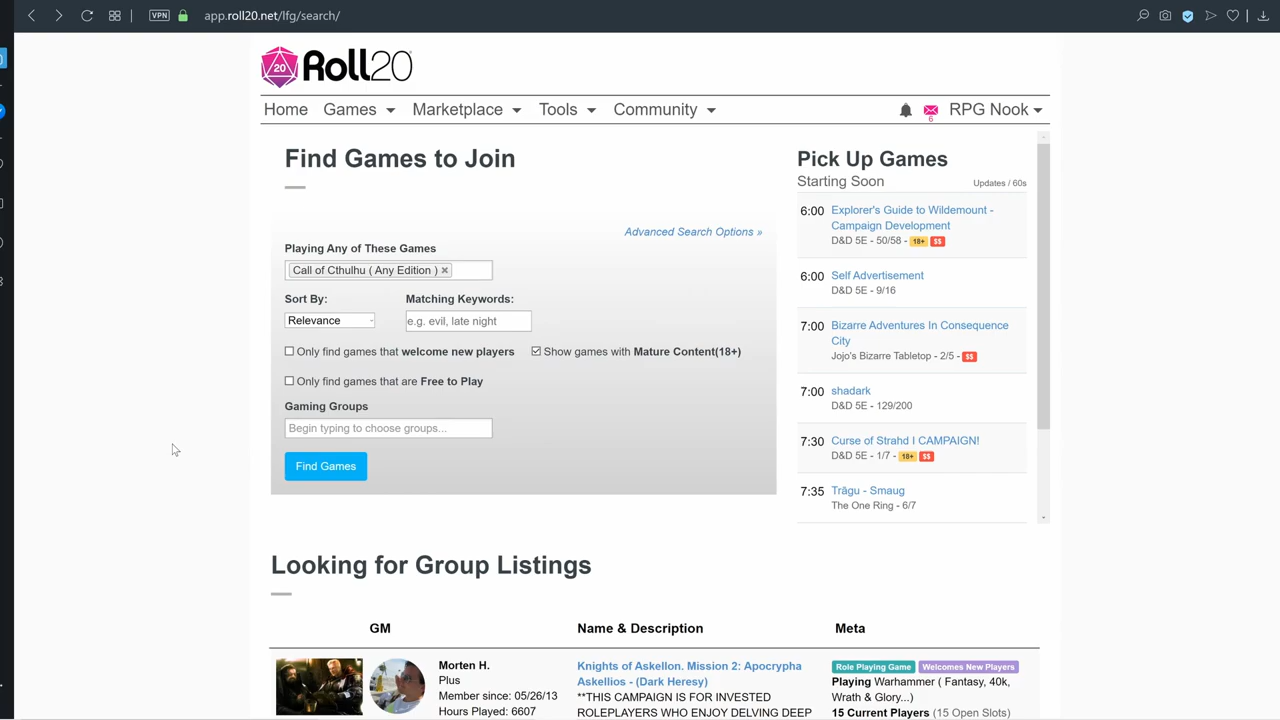 VPN
app.roll20.net/lfg/search/
20 Roll20
Home Games Marketplace Tools Community 6 RPG Nook
Find Games to Join
Advanced Search Options »
Playing Any of These Games
Call of Cthulhu ( Any Edition )
Sort By: Matching Keywords:
Relevance e.g. evil, late night
Only find games that welcome new players Show games with Mature Content(18+)
Only find games that are Free to Play
Gaming Groups
Begin typing to choose groups...
Find Games
Pick Up Games
Starting Soon Updates / 60s
6:00 Explorer's Guide to Wildemount -
Campaign Development
D&D 5E - 50/58 - 18+ $$
6:00 Self Advertisement
D&D 5E - 9/16
7:00 Bizarre Adventures In Consequence
City
Jojo's Bizarre Tabletop - 2/5 - $$
7:00 shadark
D&D 5E - 129/200
7:30 Curse of Strahd I CAMPAIGN!
D&D 5E - 1/7 - 18+ $$
7:35 Trāgu - Smaug
The One Ring - 6/7
Looking for Group Listings
GM Name & Description Meta
Morten H.
Plus
Member since: 05/26/13
Hours Played: 6607
Knights of Askellon. Mission 2: Apocrypha
Askellios - (Dark Heresy)
**THIS CAMPAIGN IS FOR INVESTED
ROLEPLAYERS WHO ENJOY DELVING DEEP
Role Playing Game Welcomes New Players
Playing Warhammer ( Fantasy, 40k,
Wrath & Glory...)
15 Current Players (15 Open Slots)